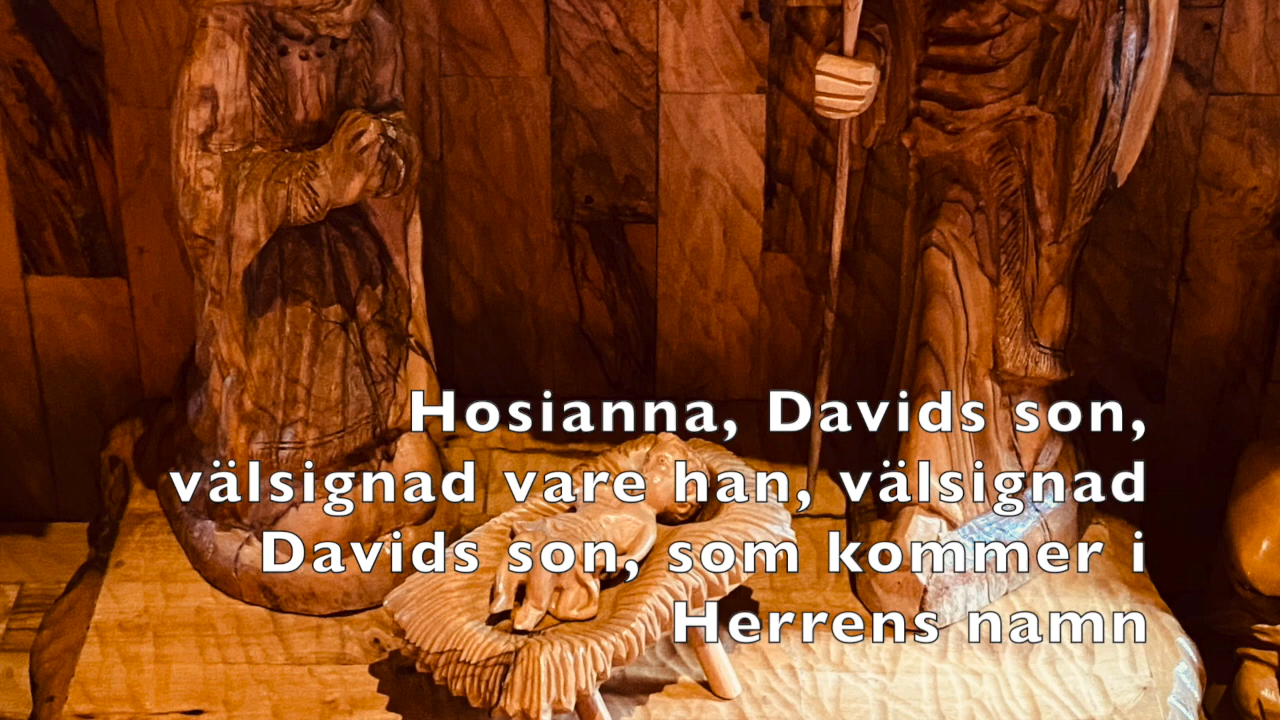 Hosianna, Davids son,
välsignad vare han, välsignad
Davids son, som kommer i
Herrens namn